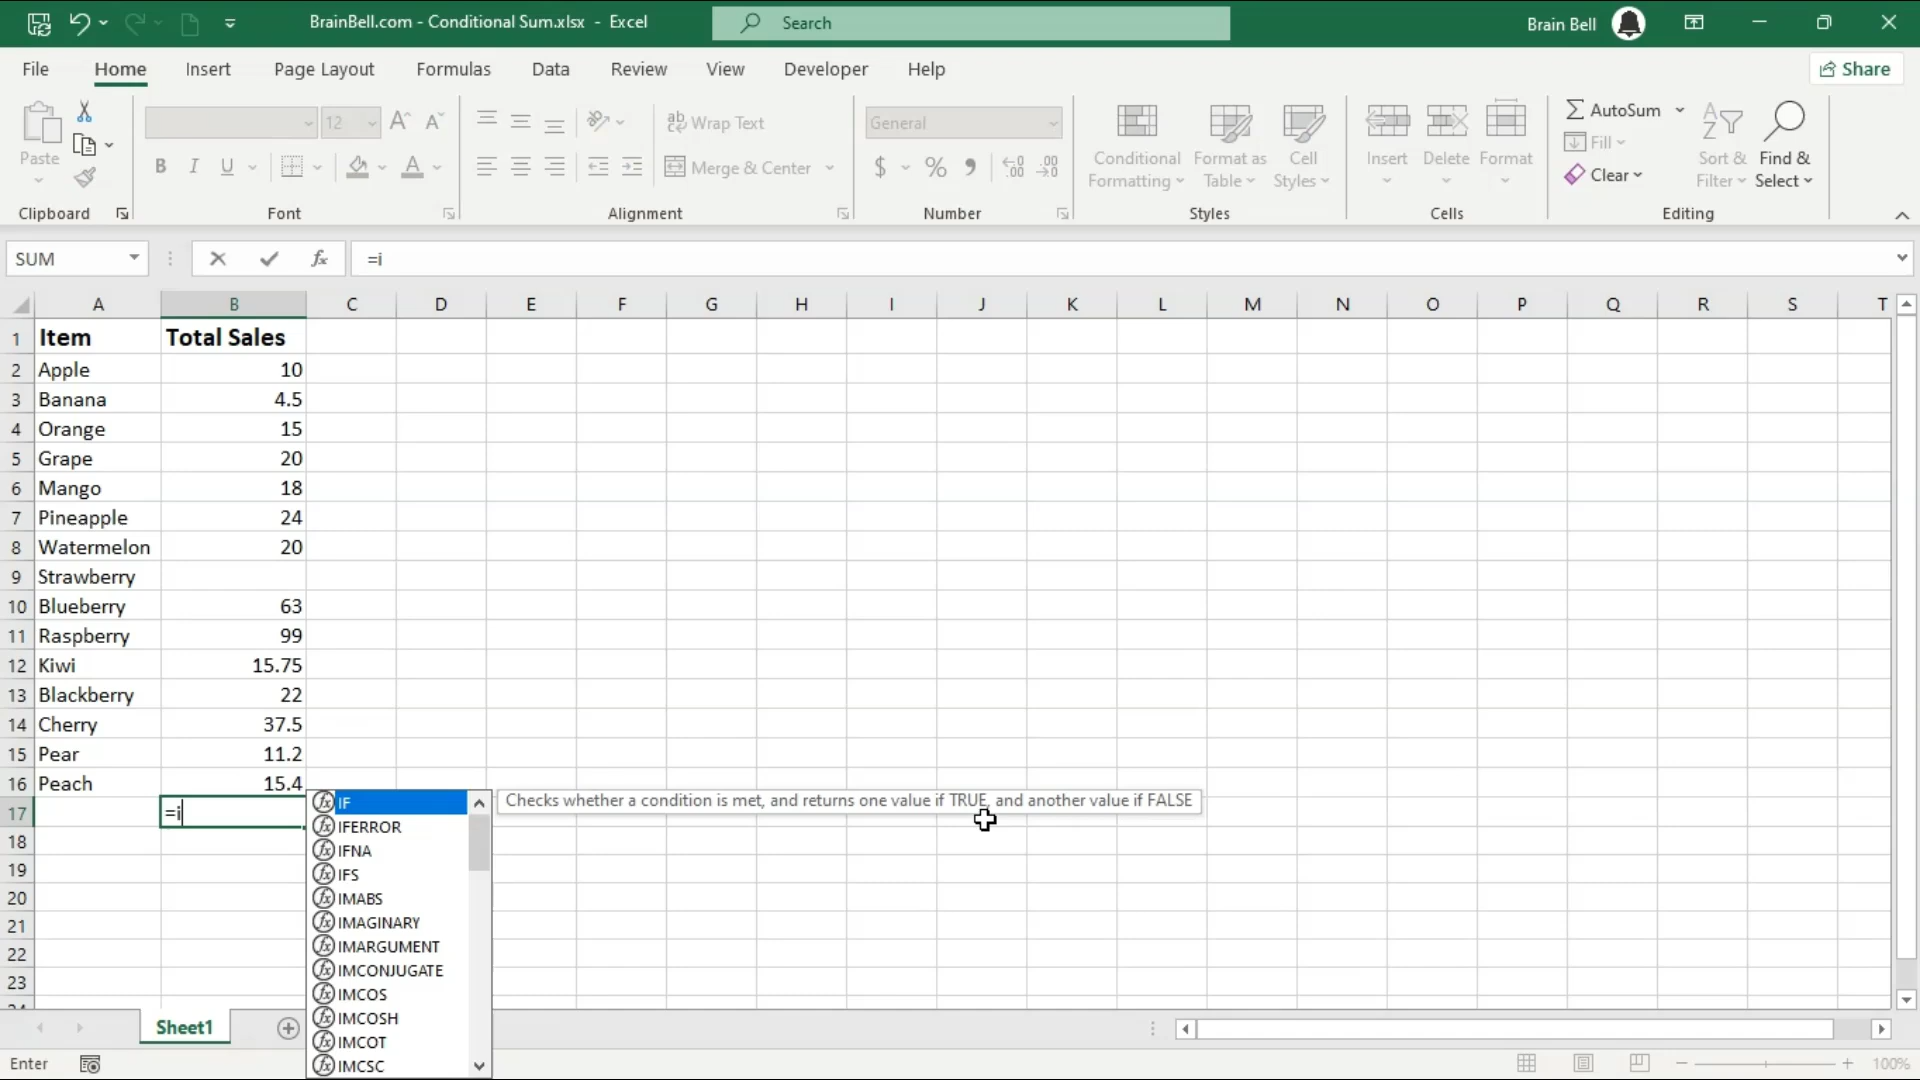 BrainBell.com - Conditional Sum.xlsx - Excel
Search
Brain Bell
File Home Insert Page Layout Formulas Data Review View Developer Help
Share
Paste
Clipboard
12
B I U
Font
Wrap Text
Merge & Center
Alignment
General
$ %
Number
Conditional Formatting
Format as Table
Cell Styles
Styles
Insert Delete Format
Cells
AutoSum
Fill
Clear
Sort & Filter
Find & Select
Editing
SUM fx =i
A B C D E F G H I J K L M N O P Q R S T
1 Item Total Sales
2 Apple 10
3 Banana 4.5
4 Orange 15
5 Grape 20
6 Mango 18
7 Pineapple 24
8 Watermelon 20
9 Strawberry
10 Blueberry 63
11 Raspberry 99
12 Kiwi 15.75
13 Blackberry 22
14 Cherry 37.5
15 Pear 11.2
16 Peach 15.4
17 =i
18
19
20
21
22
23
IF
IFERROR
IFNA
IFS
IMABS
IMAGINARY
IMARGUMENT
IMCONJUGATE
IMCOS
IMCOSH
IMCOT
IMCSC
Checks whether a condition is met, and returns one value if TRUE, and another value if FALSE
Sheet1
Enter
100%